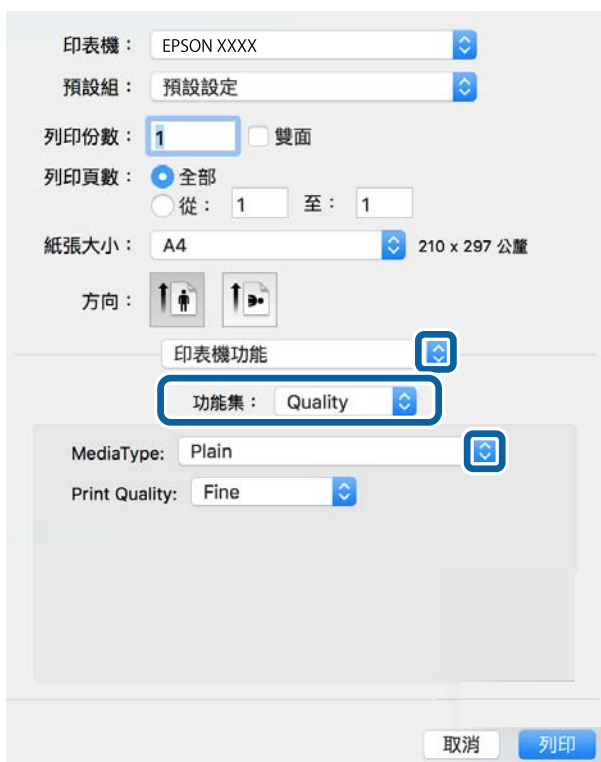 印表機： EPSON XXXX
預設組： 預設設定
列印份數： 1 雙面
列印頁數： 全部
從： 1 至： 1
紙張大小： A4 210 x 297 公釐
方向：
印表機功能
功能集： Quality
MediaType: Plain
Print Quality: Fine
取消 列印